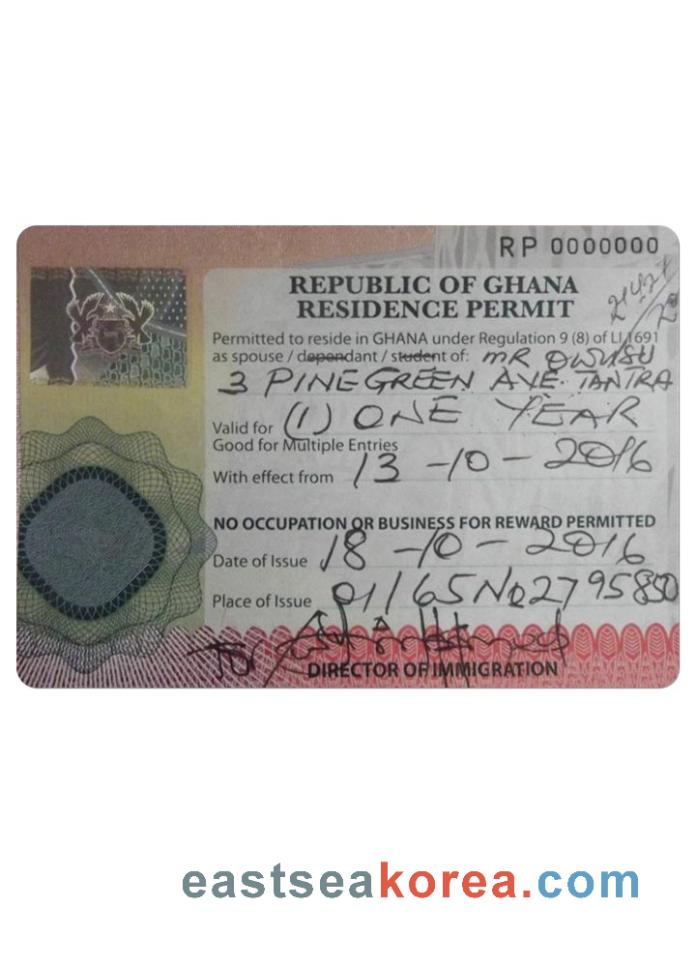 RP 0000000
REPUBLIC OF GHANA
RESIDENCE PERMIT
Permitted to reside in GHANA under Regulation 9 (8) of LI 1691
as spouse / dependant / student of: MR OWUSU
3 PINEGREEN AVE. TANTRA
Valid for (1) ONE YEAR
Good for Multiple Entries
With effect from 13-10-2016
NO OCCUPATION OR BUSINESS FOR REWARD PERMITTED
Date of Issue 18-10-2016
Place of Issue 01/65No2795850
DIRECTOR OF IMMIGRATION
eastseakorea.com